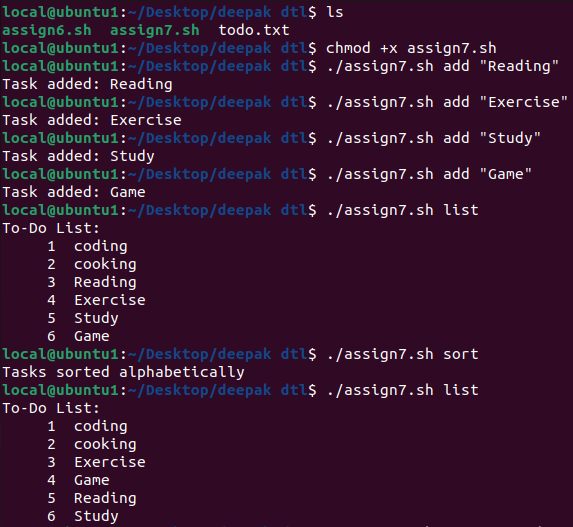 local@ubuntu1:~/Desktop/deepak dtl$ ls
assign6.sh  assign7.sh  todo.txt
local@ubuntu1:~/Desktop/deepak dtl$ chmod +x assign7.sh
local@ubuntu1:~/Desktop/deepak dtl$ ./assign7.sh add "Reading"
Task added: Reading
local@ubuntu1:~/Desktop/deepak dtl$ ./assign7.sh add "Exercise"
Task added: Exercise
local@ubuntu1:~/Desktop/deepak dtl$ ./assign7.sh add "Study"
Task added: Study
local@ubuntu1:~/Desktop/deepak dtl$ ./assign7.sh add "Game"
Task added: Game
local@ubuntu1:~/Desktop/deepak dtl$ ./assign7.sh list
To-Do List:
     1  coding
     2  cooking
     3  Reading
     4  Exercise
     5  Study
     6  Game
local@ubuntu1:~/Desktop/deepak dtl$ ./assign7.sh sort
Tasks sorted alphabetically
local@ubuntu1:~/Desktop/deepak dtl$ ./assign7.sh list
To-Do List:
     1  coding
     2  cooking
     3  Exercise
     4  Game
     5  Reading
     6  Study